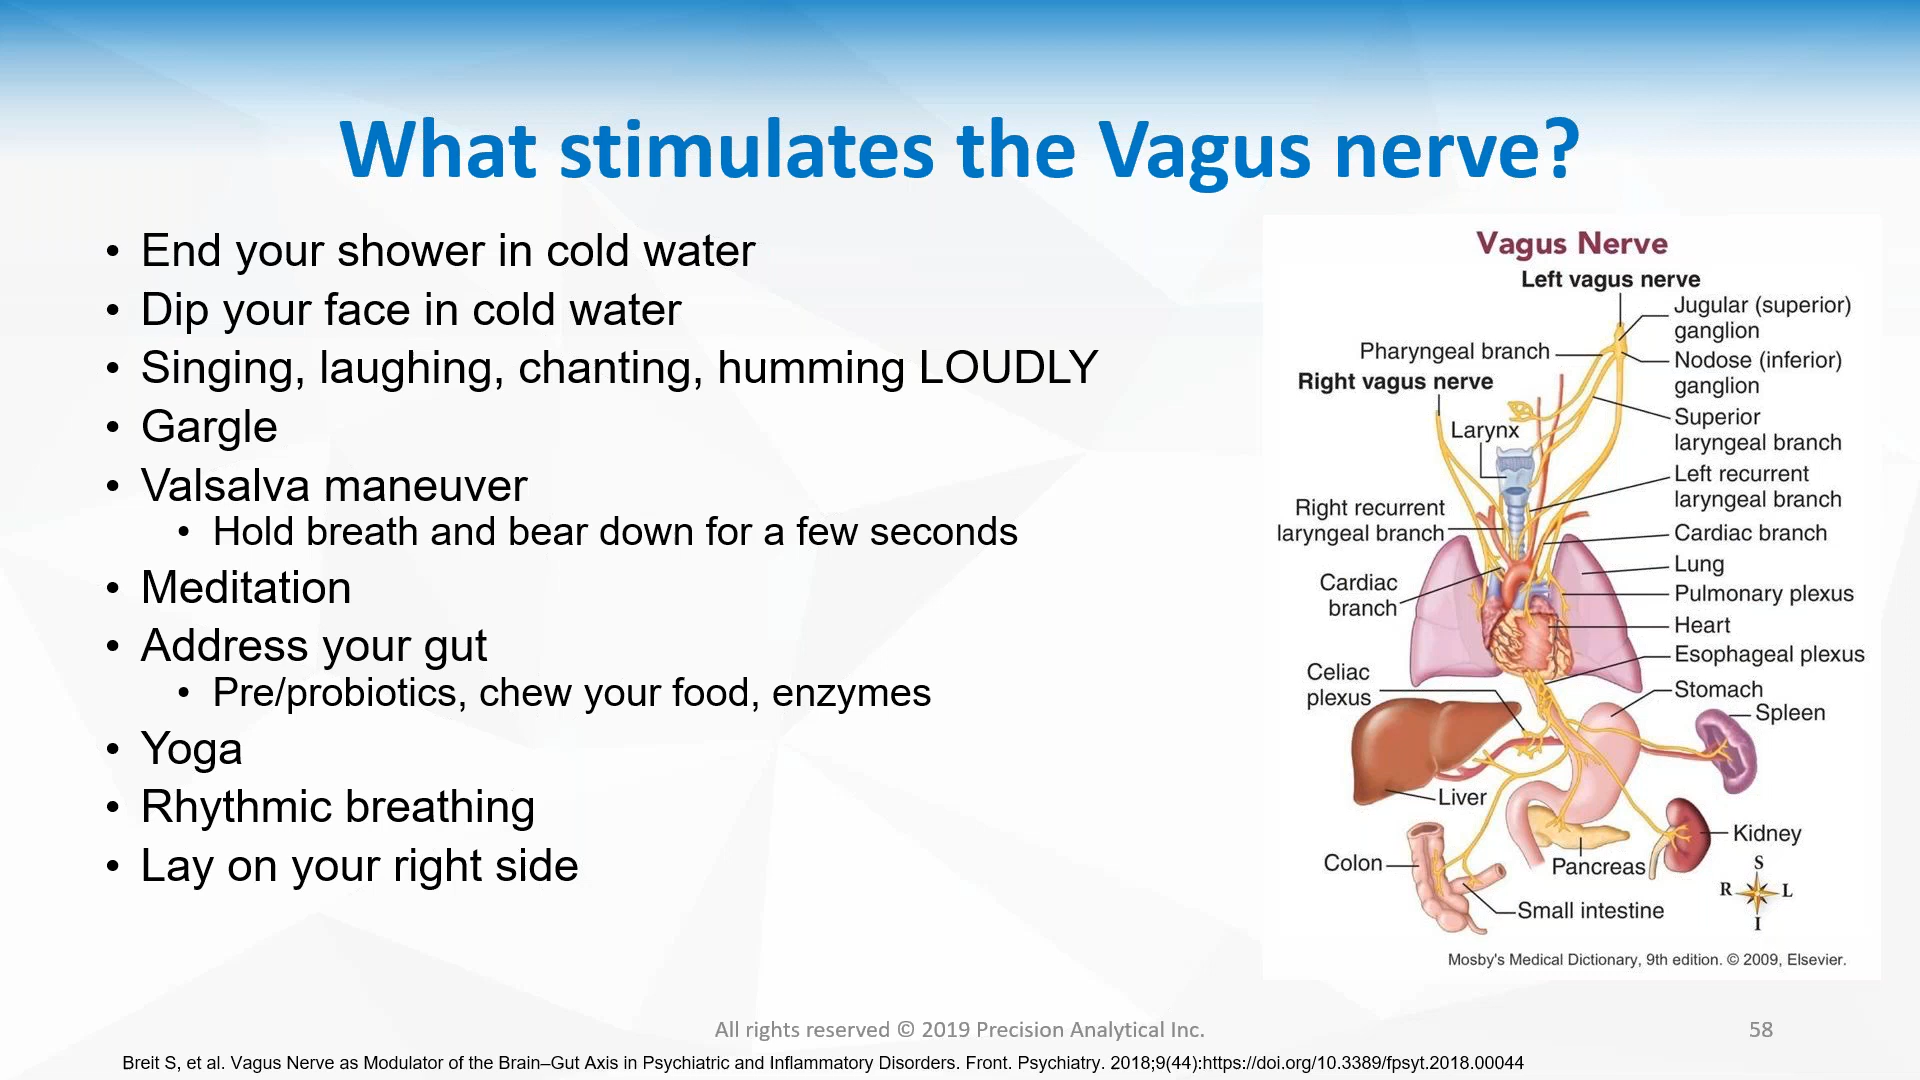 What stimulates the Vagus nerve?
• End your shower in cold water
• Dip your face in cold water
• Singing, laughing, chanting, humming LOUDLY
• Gargle
• Valsalva maneuver
• Hold breath and bear down for a few seconds
• Meditation
• Address your gut
• Pre/probiotics, chew your food, enzymes
• Yoga
• Rhythmic breathing
• Lay on your right side
Vagus Nerve
Left vagus nerve
Jugular (superior)
ganglion
Pharyngeal branch
Nodose (inferior)
ganglion
Right vagus nerve
Superior
laryngeal branch
Larynx
Left recurrent
laryngeal branch
Right recurrent
laryngeal branch
Cardiac branch
Lung
Cardiac
branch
Pulmonary plexus
Heart
Esophageal plexus
Celiac
plexus
Stomach
Spleen
Liver
Kidney
Colon
Pancreas
S
R L
I
Small intestine
Mosby's Medical Dictionary, 9th edition. © 2009, Elsevier.
All rights reserved © 2019 Precision Analytical Inc.
58
Breit S, et al. Vagus Nerve as Modulator of the Brain–Gut Axis in Psychiatric and Inflammatory Disorders. Front. Psychiatry. 2018;9(44):https://doi.org/10.3389/fpsyt.2018.00044